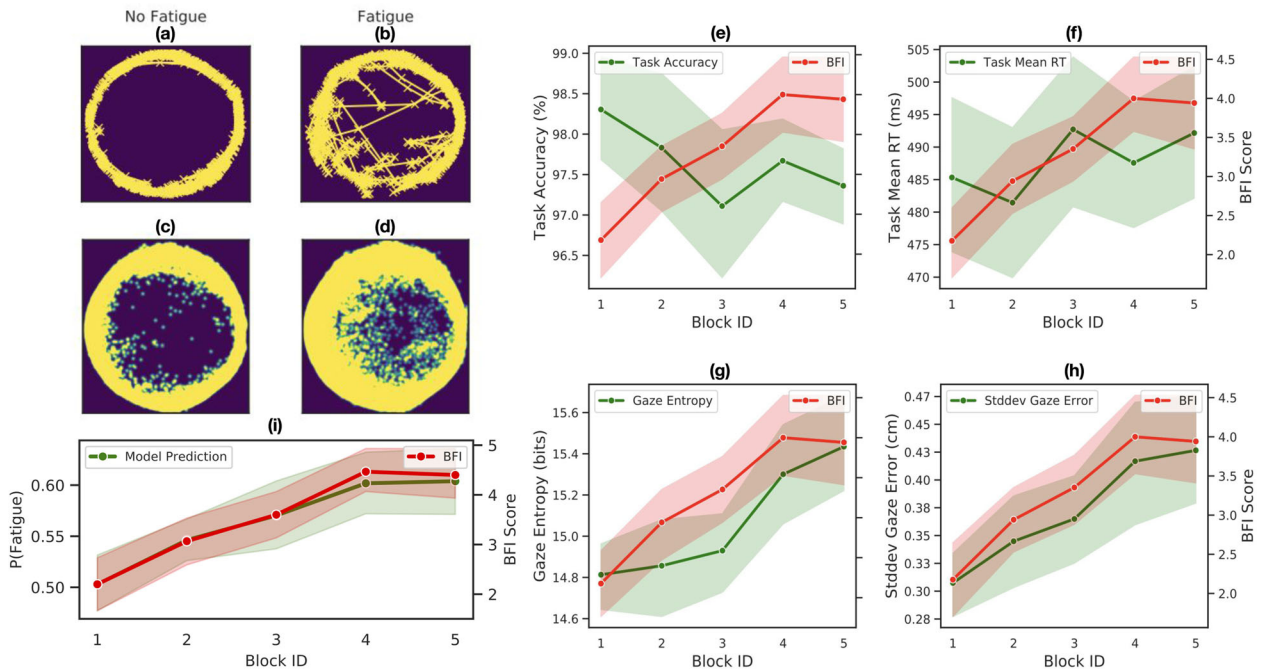 No Fatigue
Fatigue
(a)
(b)
(c)
(d)
(e)
99.0
98.5
98.0
97.5
97.0
96.5
Task Accuracy (%)
Task Accuracy
BFI
1 2 3 4 5
Block ID
(f)
505
500
495
490
485
480
475
470
Task Mean RT (ms)
Task Mean RT
BFI
4.5
4.0
3.5
3.0
2.5
2.0
BFI Score
1 2 3 4 5
Block ID
(g)
15.6
15.4
15.2
15.0
14.8
14.6
Gaze Entropy (bits)
Gaze Entropy
BFI
1 2 3 4 5
Block ID
(h)
0.47
0.45
0.43
0.40
0.38
0.35
0.33
0.30
0.28
Stddev Gaze Error (cm)
Stddev Gaze Error
BFI
4.5
4.0
3.5
3.0
2.5
2.0
BFI Score
1 2 3 4 5
Block ID
(i)
0.60
0.55
0.50
P(Fatigue)
Model Prediction
BFI
5
4
3
2
BFI Score
1 2 3 4 5
Block ID